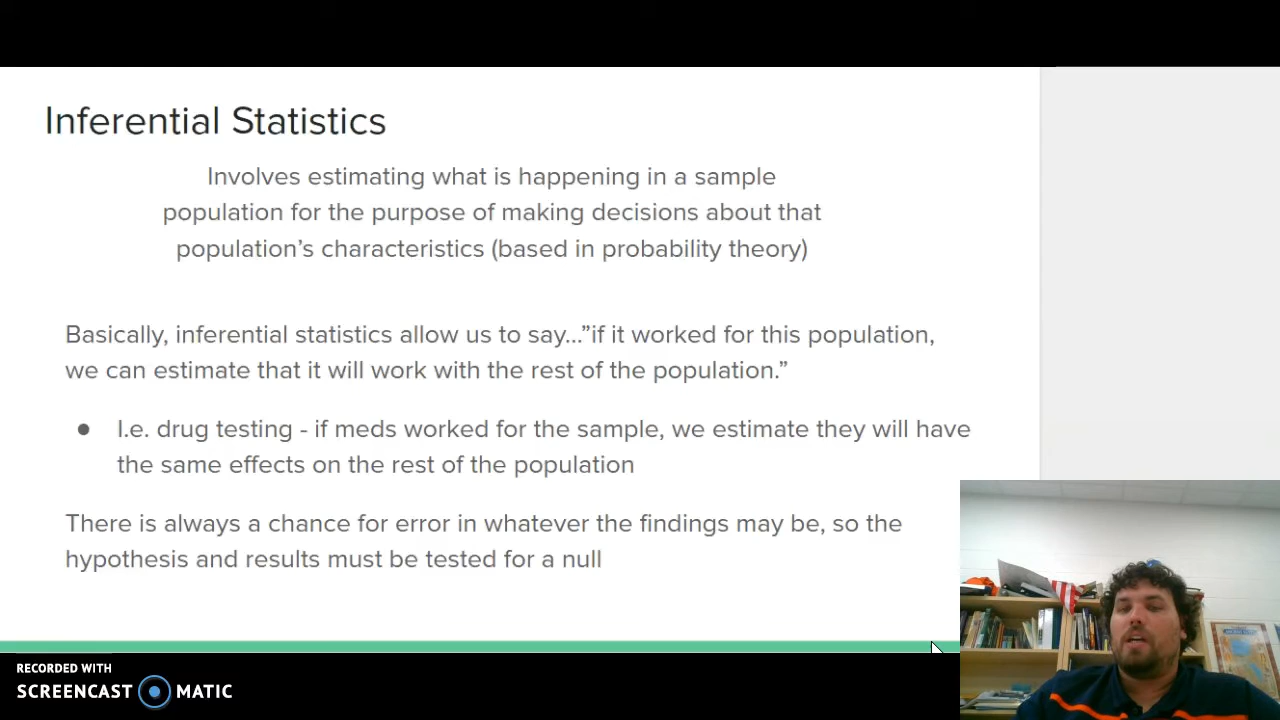 Inferential Statistics
Involves estimating what is happening in a sample
population for the purpose of making decisions about that
population’s characteristics (based in probability theory)
Basically, inferential statistics allow us to say...”if it worked for this population,
we can estimate that it will work with the rest of the population.”
● I.e. drug testing - if meds worked for the sample, we estimate they will have
the same effects on the rest of the population
There is always a chance for error in whatever the findings may be, so the
hypothesis and results must be tested for a null
RECORDED WITH
SCREENCAST MATIC